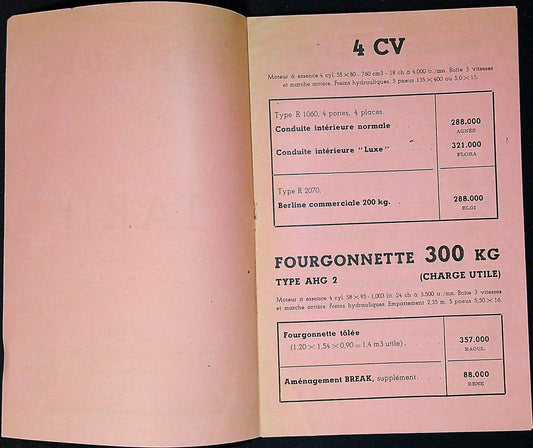 4 CV
Moteur à essence 4 cyl. 55×80 - 760 cm3 - 18 ch à 4.000 tr./mn. Boîte 3 vitesses
et marche arrière. Freins hydrauliques. 5 pneus 135×400 ou 5,0×15.
Type R 1060, 4 portes, 4 places.
Conduite intérieure normale . . . . 288.000
AGNÈS
Conduite intérieure "Luxe" . . . . 321.000
FLORA
Type R 2070,
Berline commerciale 200 kg. . . . . 288.000
ELOI
FOURGONNETTE 300 KG
TYPE AHG 2 (CHARGE UTILE)
Moteur à essence 4 cyl. 58×95 - 1,003 lit. 24 ch à 3.500 tr./mn. Boîte 3 vitesses
et marche arrière. Freins hydrauliques. Empattement 2,35 m. 5 pneus 5,50×16.
Fourgonnette tôlée
(1,20×1,54×0,90=1,4 m3 utile) . . . 357.000
RAOUL
Aménagement BREAK, supplément. . . . 88.000
RENE